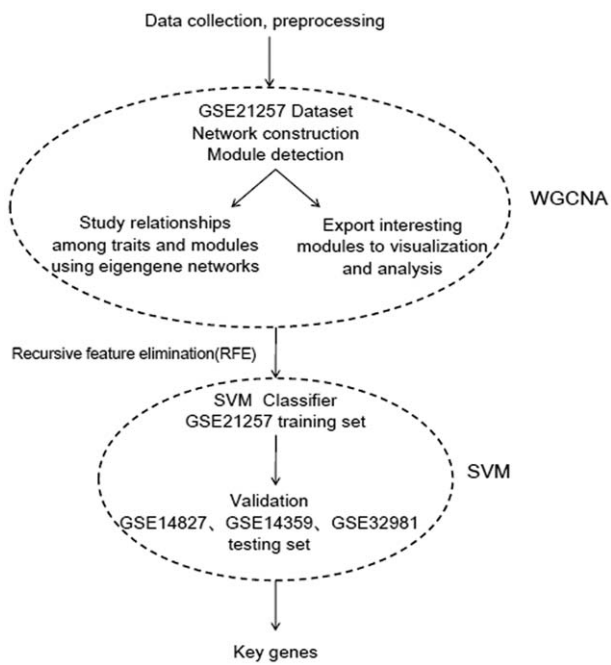 Data collection, preprocessing
GSE21257 Dataset
Network construction
Module detection
WGCNA
Study relationships
among traits and modules
using eigengene networks
Export interesting
modules to visualization
and analysis
Recursive feature elimination(RFE)
SVM Classifier
GSE21257 training set
SVM
Validation
GSE14827、GSE14359、GSE32981
testing set
Key genes